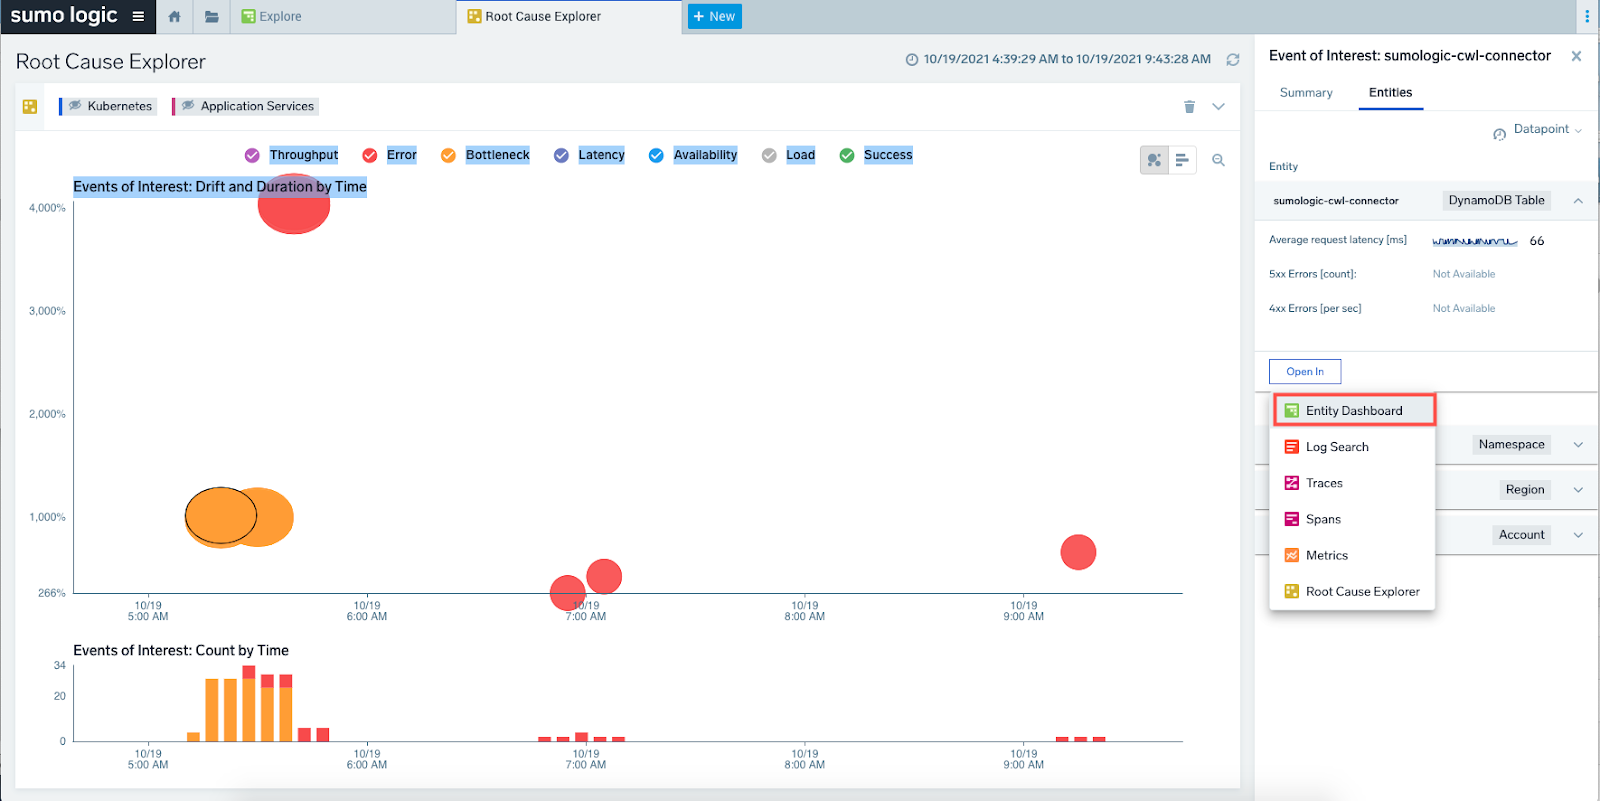 sumo logic
Explore
Root Cause Explorer
+ New
Root Cause Explorer
10/19/2021 4:39:29 AM to 10/19/2021 9:43:28 AM
Kubernetes
Application Services
Throughput
Error
Bottleneck
Latency
Availability
Load
Success
Events of Interest: Drift and Duration by Time
4,000%
3,000%
2,000%
1,000%
266%
10/19
5:00 AM
10/19
6:00 AM
10/19
7:00 AM
10/19
8:00 AM
10/19
9:00 AM
Events of Interest: Count by Time
34
20
0
10/19
5:00 AM
10/19
6:00 AM
10/19
7:00 AM
10/19
8:00 AM
10/19
9:00 AM
Event of Interest: sumologic-cwl-connector
Summary
Entities
Datapoint
Entity
sumologic-cwl-connector
DynamoDB Table
Average request latency [ms]
66
5xx Errors [count]:
Not Available
4xx Errors [per sec]
Not Available
Open In
Entity Dashboard
Log Search
Traces
Spans
Metrics
Root Cause Explorer
Namespace
Region
Account